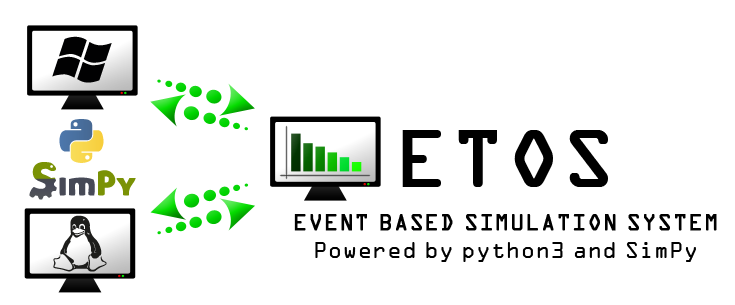 SimPy
ETOS
EVENT BASED SIMULATION SYSTEM
Powered by python3 and SimPy